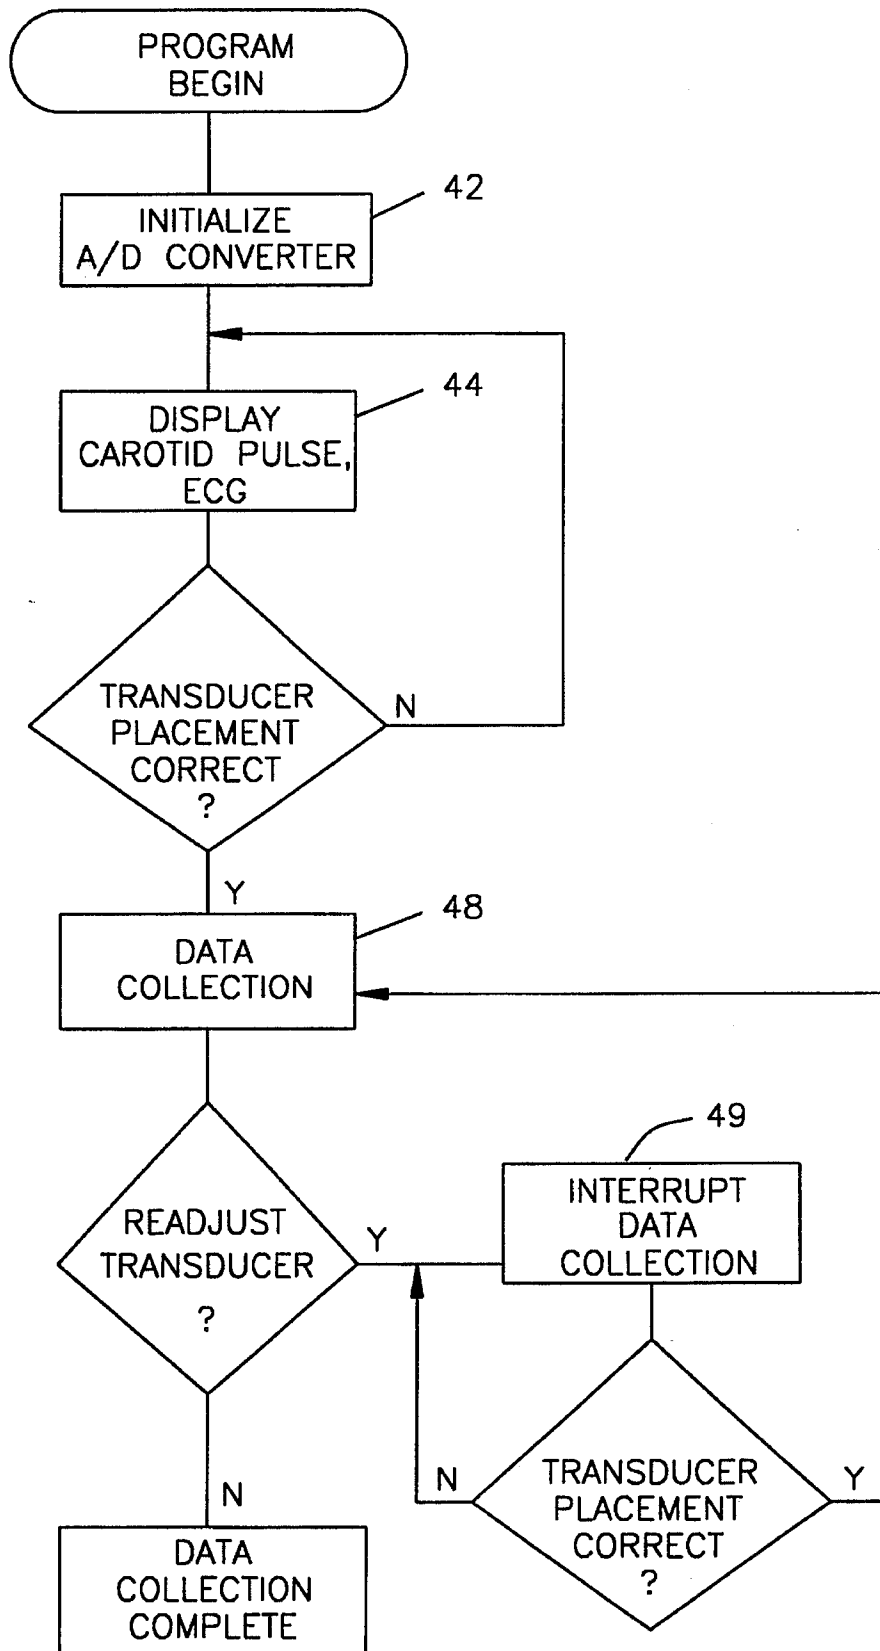 PROGRAM
BEGIN
42
INITIALIZE
A/D CONVERTER
44
DISPLAY
CAROTID PULSE,
ECG
TRANSDUCER
PLACEMENT
CORRECT
?
N
Y
48
DATA
COLLECTION
49
INTERRUPT
DATA
COLLECTION
READJUST
TRANSDUCER
?
Y
N
TRANSDUCER
PLACEMENT
CORRECT
?
N
Y
DATA
COLLECTION
COMPLETE